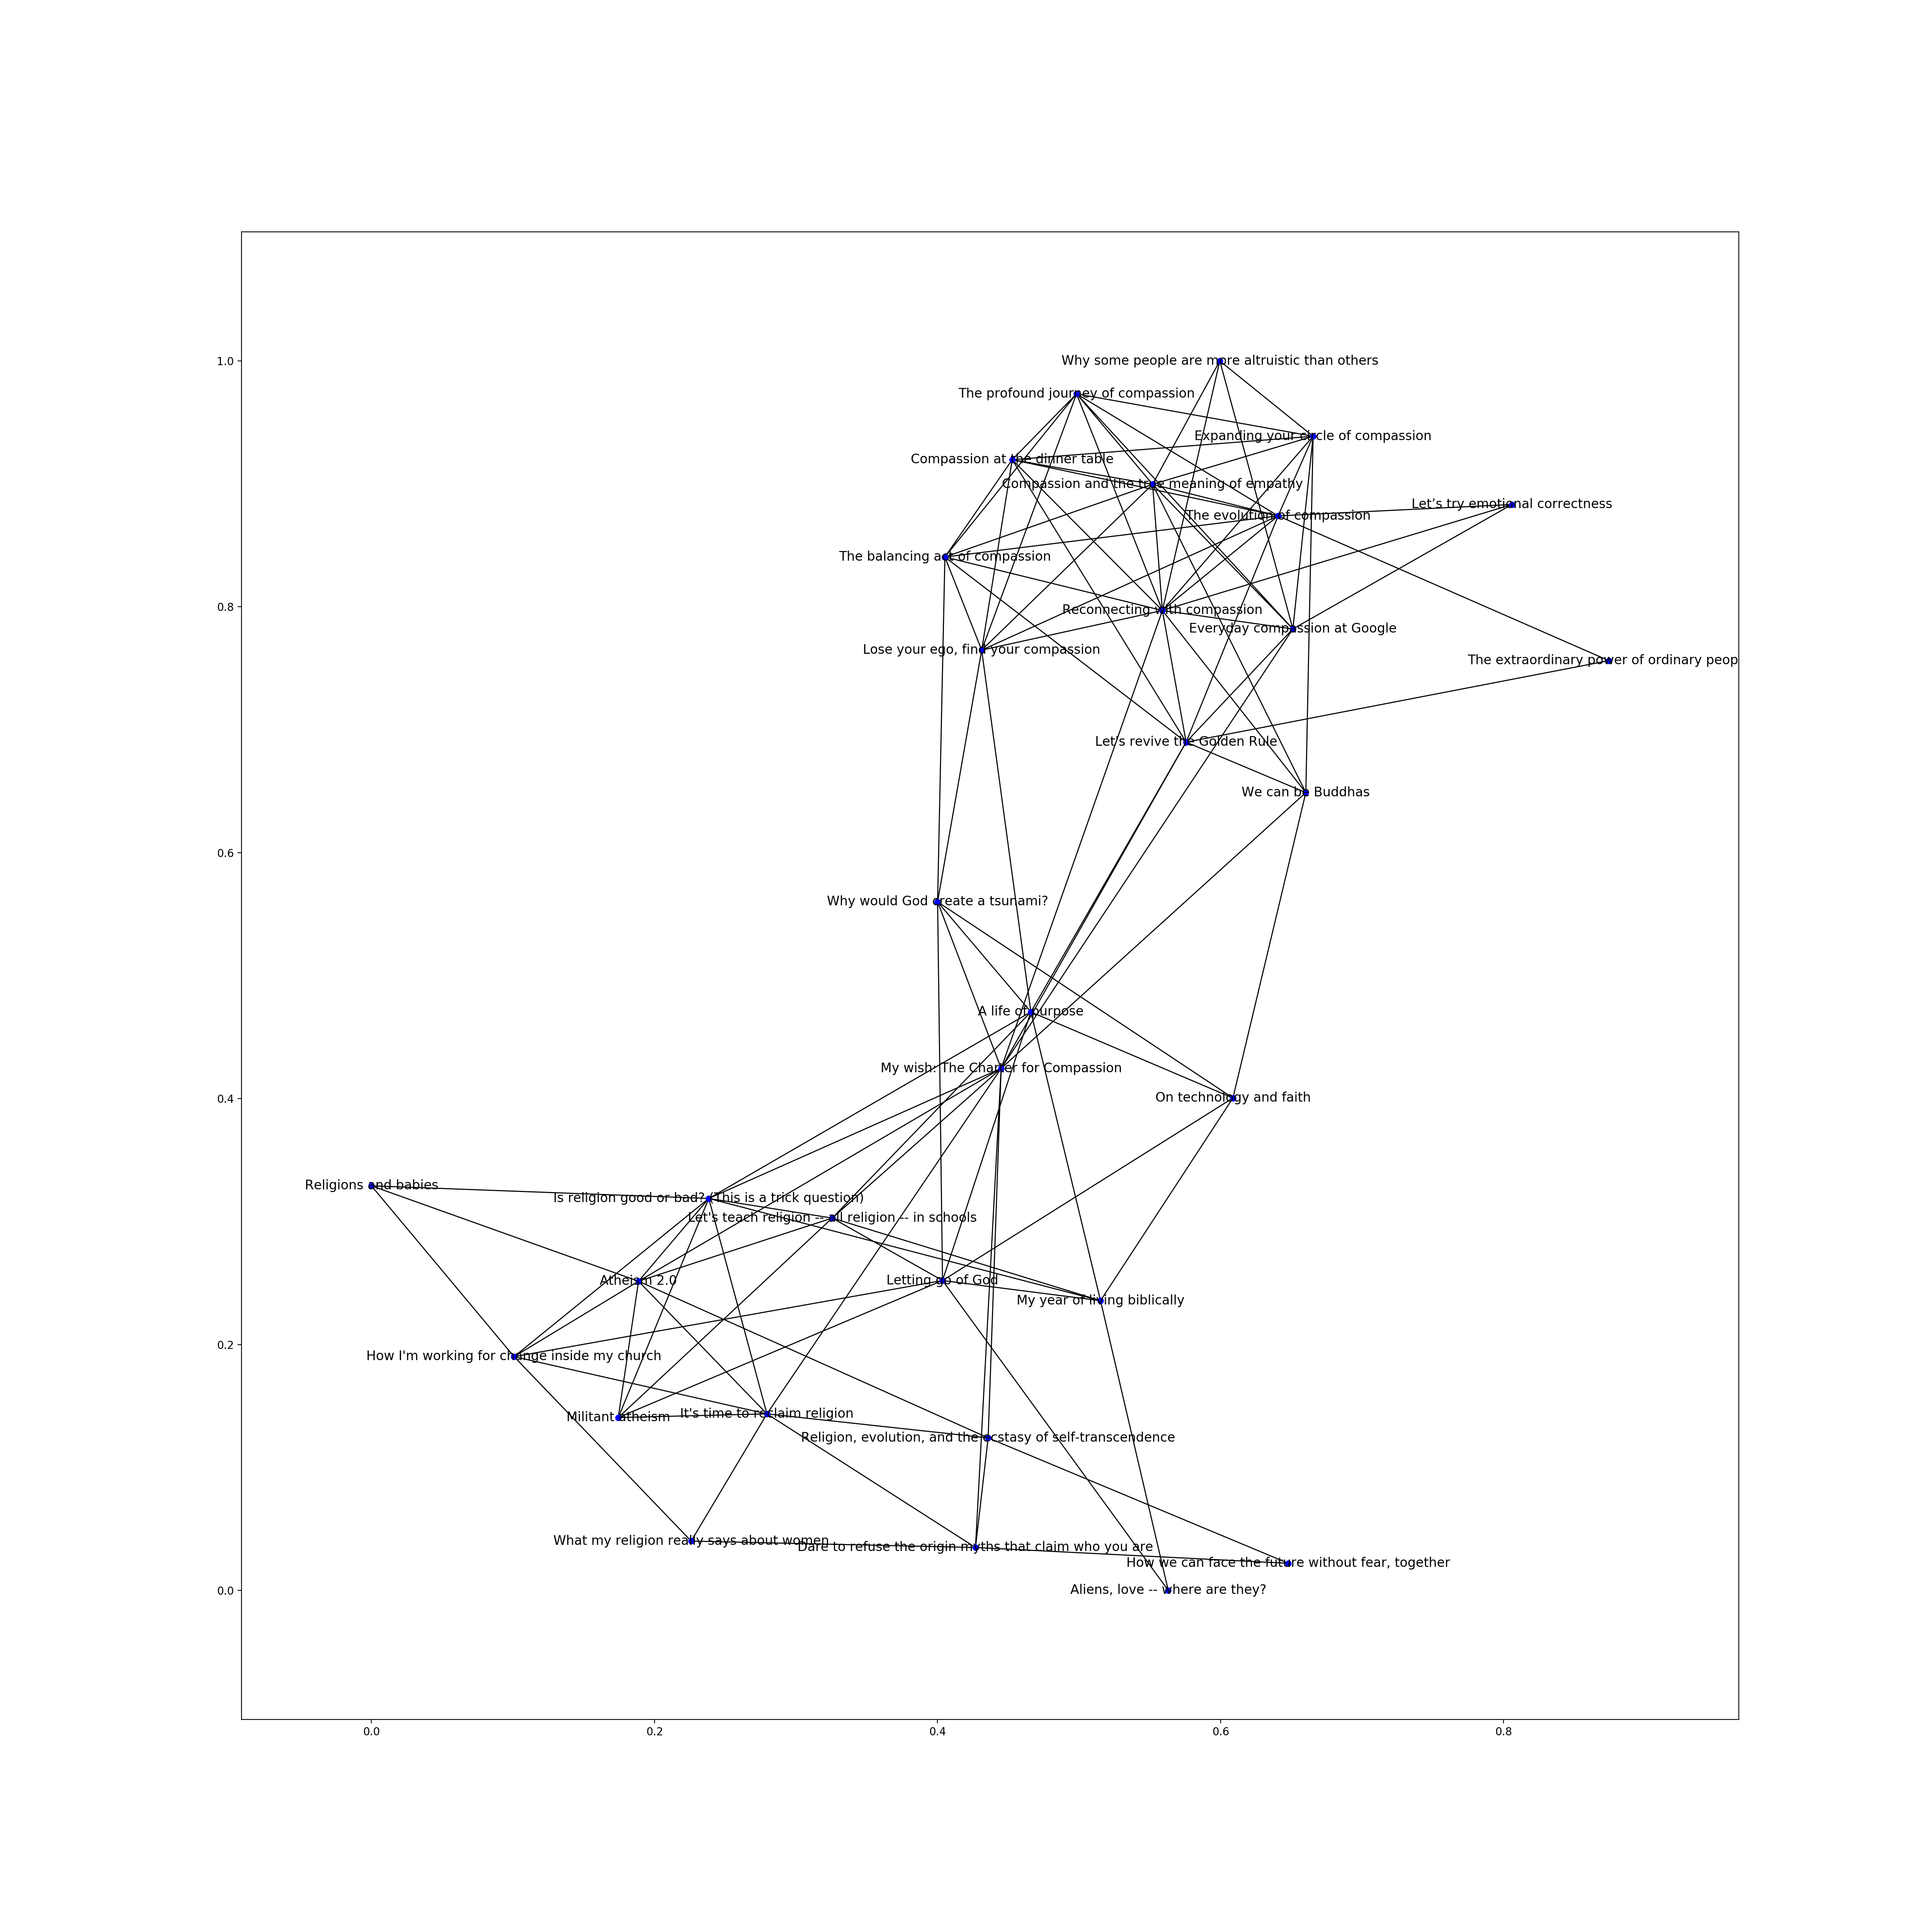 1.0
Why some people are more altruistic than others
The profound journey of compassion
Expanding your circle of compassion
Compassion at the dinner table
Compassion and the true meaning of empathy
Let’s try emotional correctness
The evolution of compassion
The balancing act of compassion
0.8
Reconnecting with compassion
Everyday compassion at Google
Lose your ego, find your compassion
The extraordinary power of ordinary peop
Let's revive the Golden Rule
We can be Buddhas
0.6
Why would God create a tsunami?
A life of purpose
My wish: The Charter for Compassion
0.4
On technology and faith
Religions and babies
Is religion good or bad? (This is a trick question)
Let's teach religion -- all religion -- in schools
Atheism 2.0
Letting go of God
My year of living biblically
0.2
How I'm working for change inside my church
Militant atheism
It's time to reclaim religion
Religion, evolution, and the ecstasy of self-transcendence
What my religion really says about women
Dare to refuse the origin myths that claim who you are
How we can face the future without fear, together
0.0
Aliens, love -- where are they?
0.0 0.2 0.4 0.6 0.8